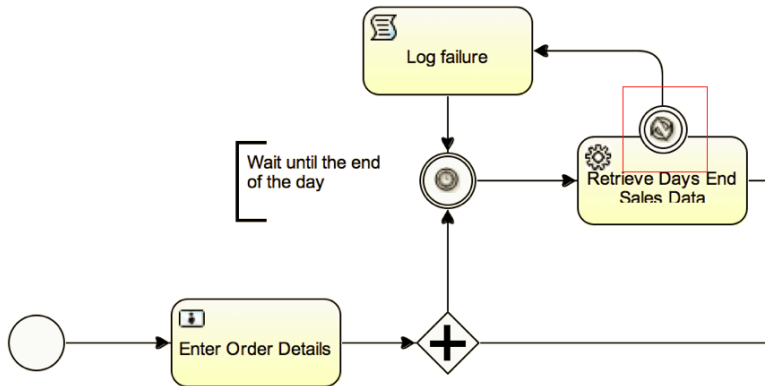 Log failure
Wait until the end
of the day
Retrieve Days End
Sales Data
Enter Order Details